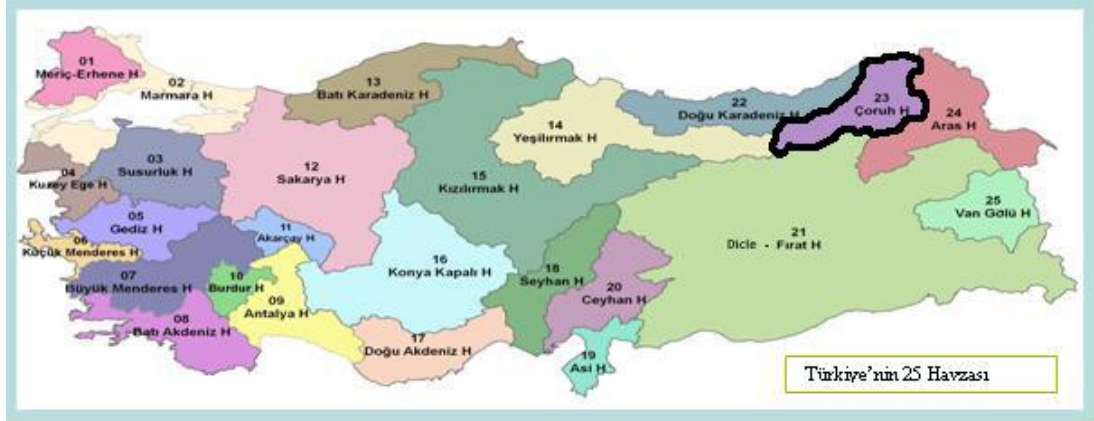 01
Meriç-Erhene H
02
Marmara H
13
Batı Karadeniz H
22
Doğu Karadeniz H
23
Çoruh H
24
Aras H
14
Yeşilırmak H
03
Susurluk H
12
Sakarya H
04
Kuzey Ege H
15
Kızılırmak H
25
Van Gölü H
05
Gediz H
11
Akarçay H
06
Küçük Menderes H
21
Dicle - Fırat H
16
Konya Kapalı H
18
Seyhan H
07
Büyük Menderes H
10
Burdur H
20
Ceyhan H
09
Antalya H
08
Batı Akdeniz H
17
Doğu Akdeniz H
19
Asi H
Türkiye'nin 25 Havzası